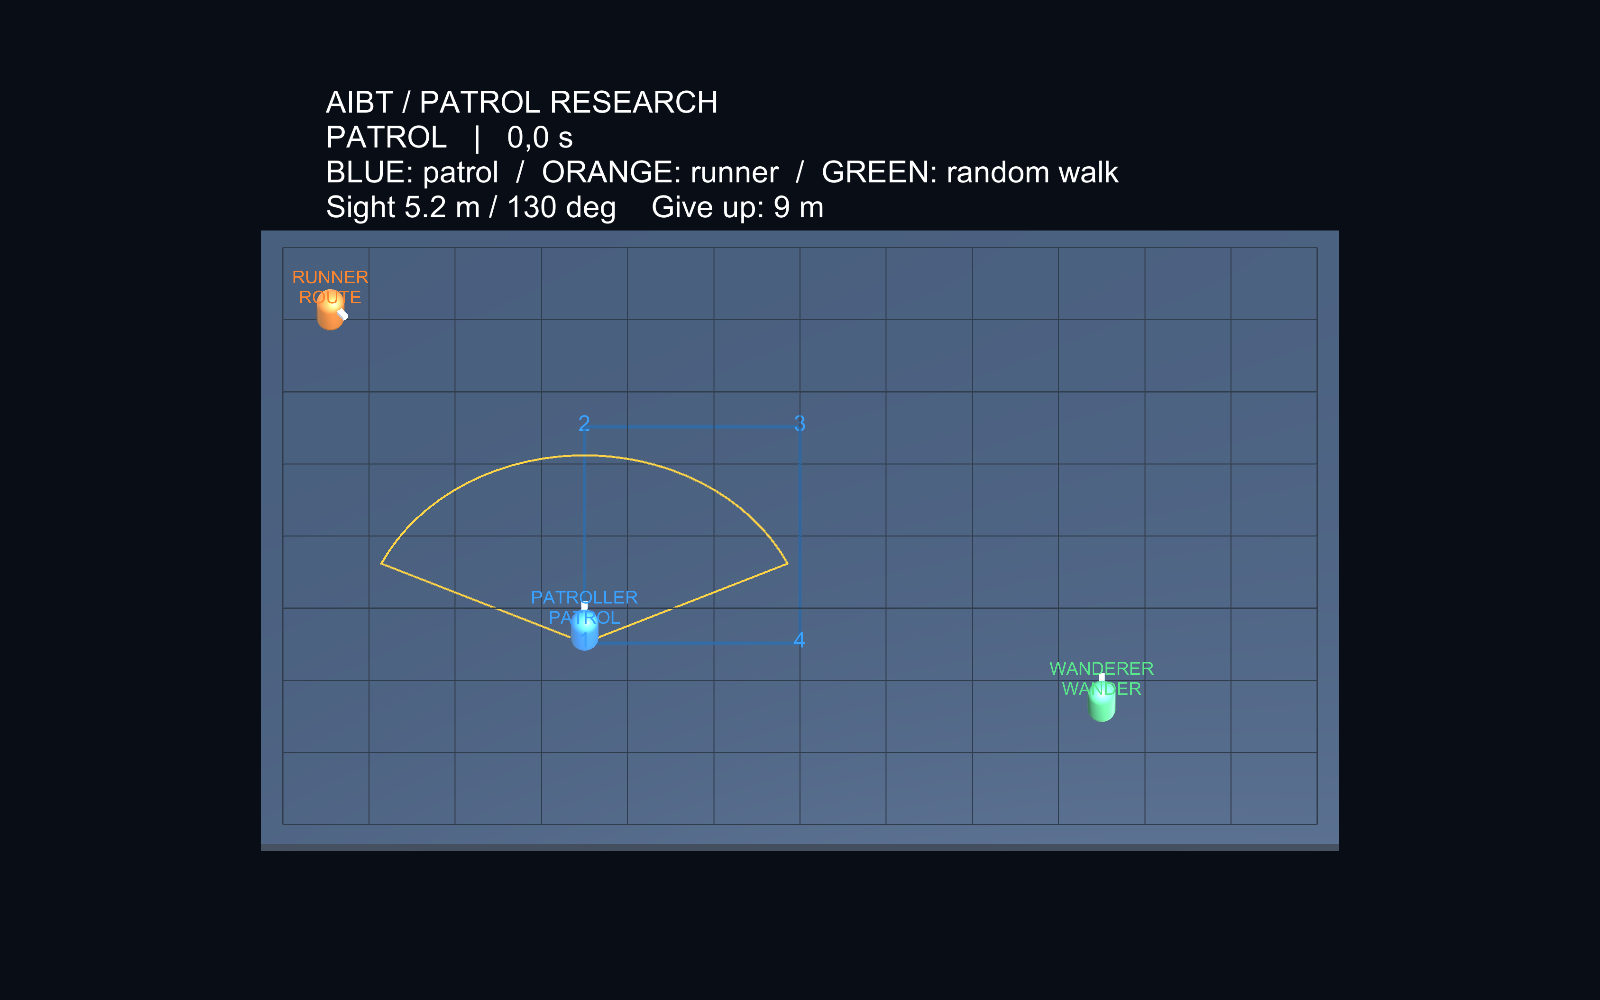 AIBT / PATROL RESEARCH
PATROL | 0,0 s
BLUE: patrol / ORANGE: runner / GREEN: random walk
Sight 5.2 m / 130 deg Give up: 9 m
RUNNER
ROUTE
2
3
PATROLLER
PATROL
1
4
WANDERER
WANDER